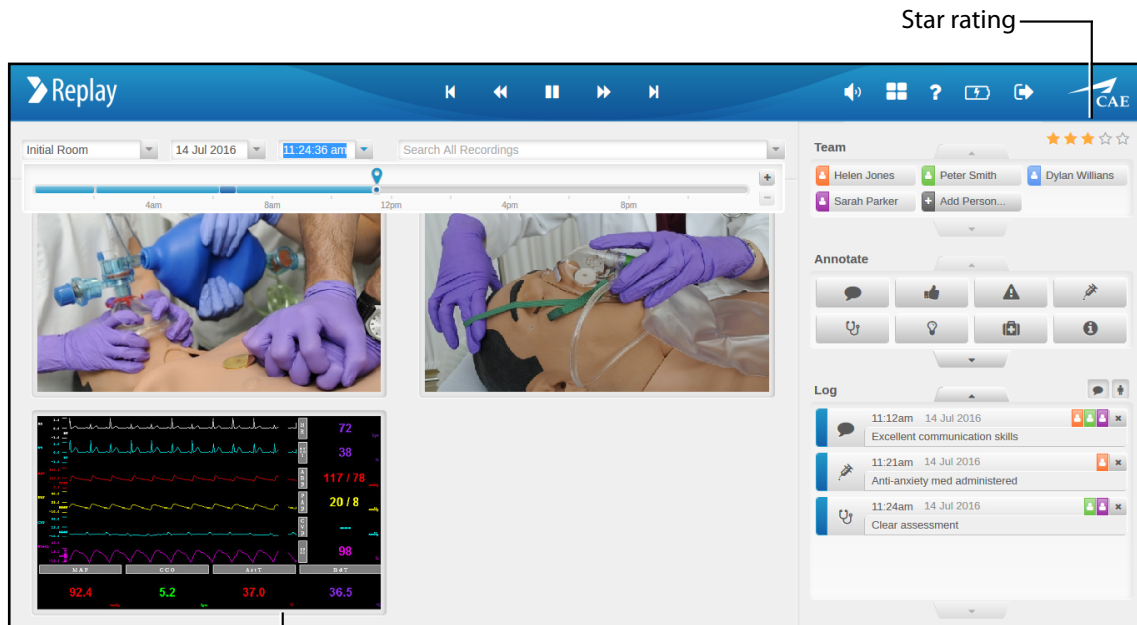 Star rating
Replay
CAE
Initial Room
14 Jul 2016
11:24:36 am
Search All Recordings
4am
8am
12pm
4pm
8pm
Team
Helen Jones
Peter Smith
Dylan Willians
Sarah Parker
Add Person...
Annotate
Log
11:12am 14 Jul 2016
Excellent communication skills
11:21am 14 Jul 2016
Anti-anxiety med administered
11:24am 14 Jul 2016
Clear assessment
72
38
117 / 78
20 / 8
---
98
MAP
CCO
92.4
5.2
37.0
36.5